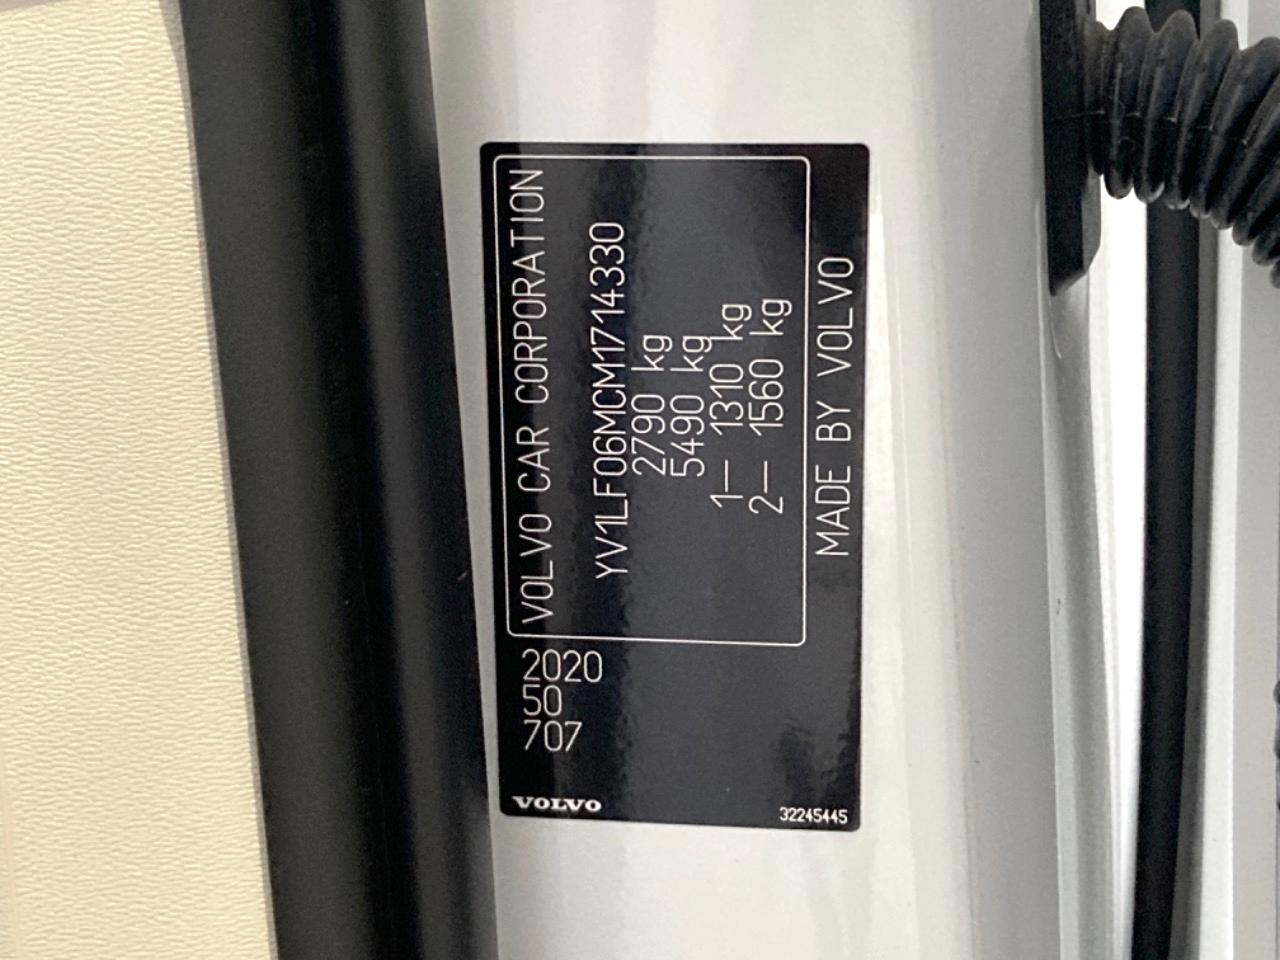 VOLVO CAR CORPORATION
YV1LF06MCM1714330
2790 kg
5490 kg
1— 1310 kg
2— 1560 kg
MADE BY VOLVO
2020
50
707
VOLVO
32245445